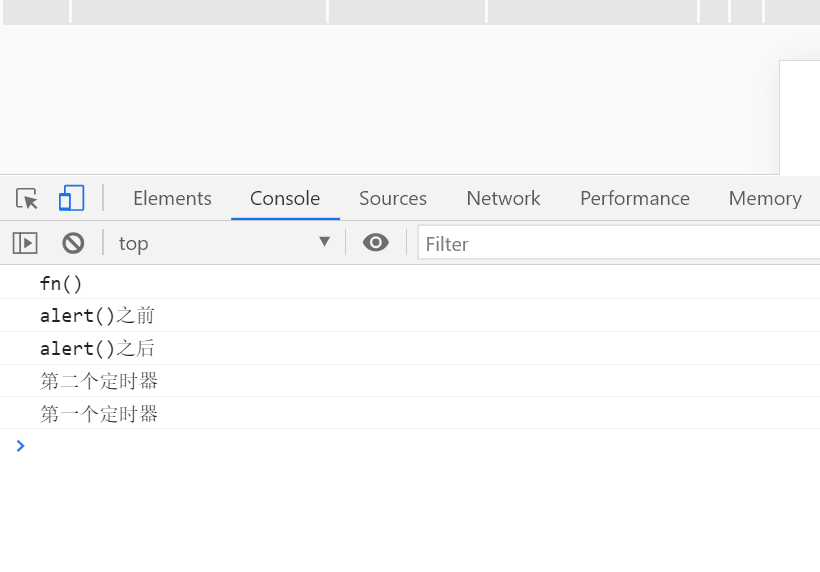 Elements Console Sources Network Performance Memory
top Filter
fn()
alert()之前
alert()之后
第二个定时器
第一个定时器